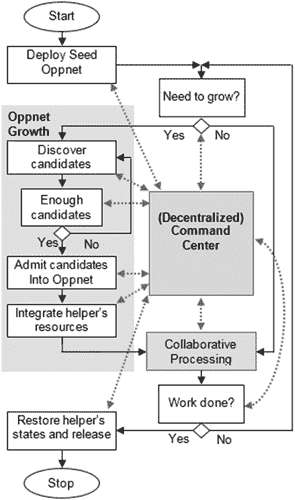 Start
Deploy Seed
Oppnet
Need to grow?
Yes No
Oppnet
Growth
Discover
candidates
Enough
candidates
Yes No
Admit candidates
Into Oppnet
Integrate helper's
resources
(Decentralized)
Command
Center
Collaborative
Processing
Work done?
Yes No
Restore helper's
states and release
Stop